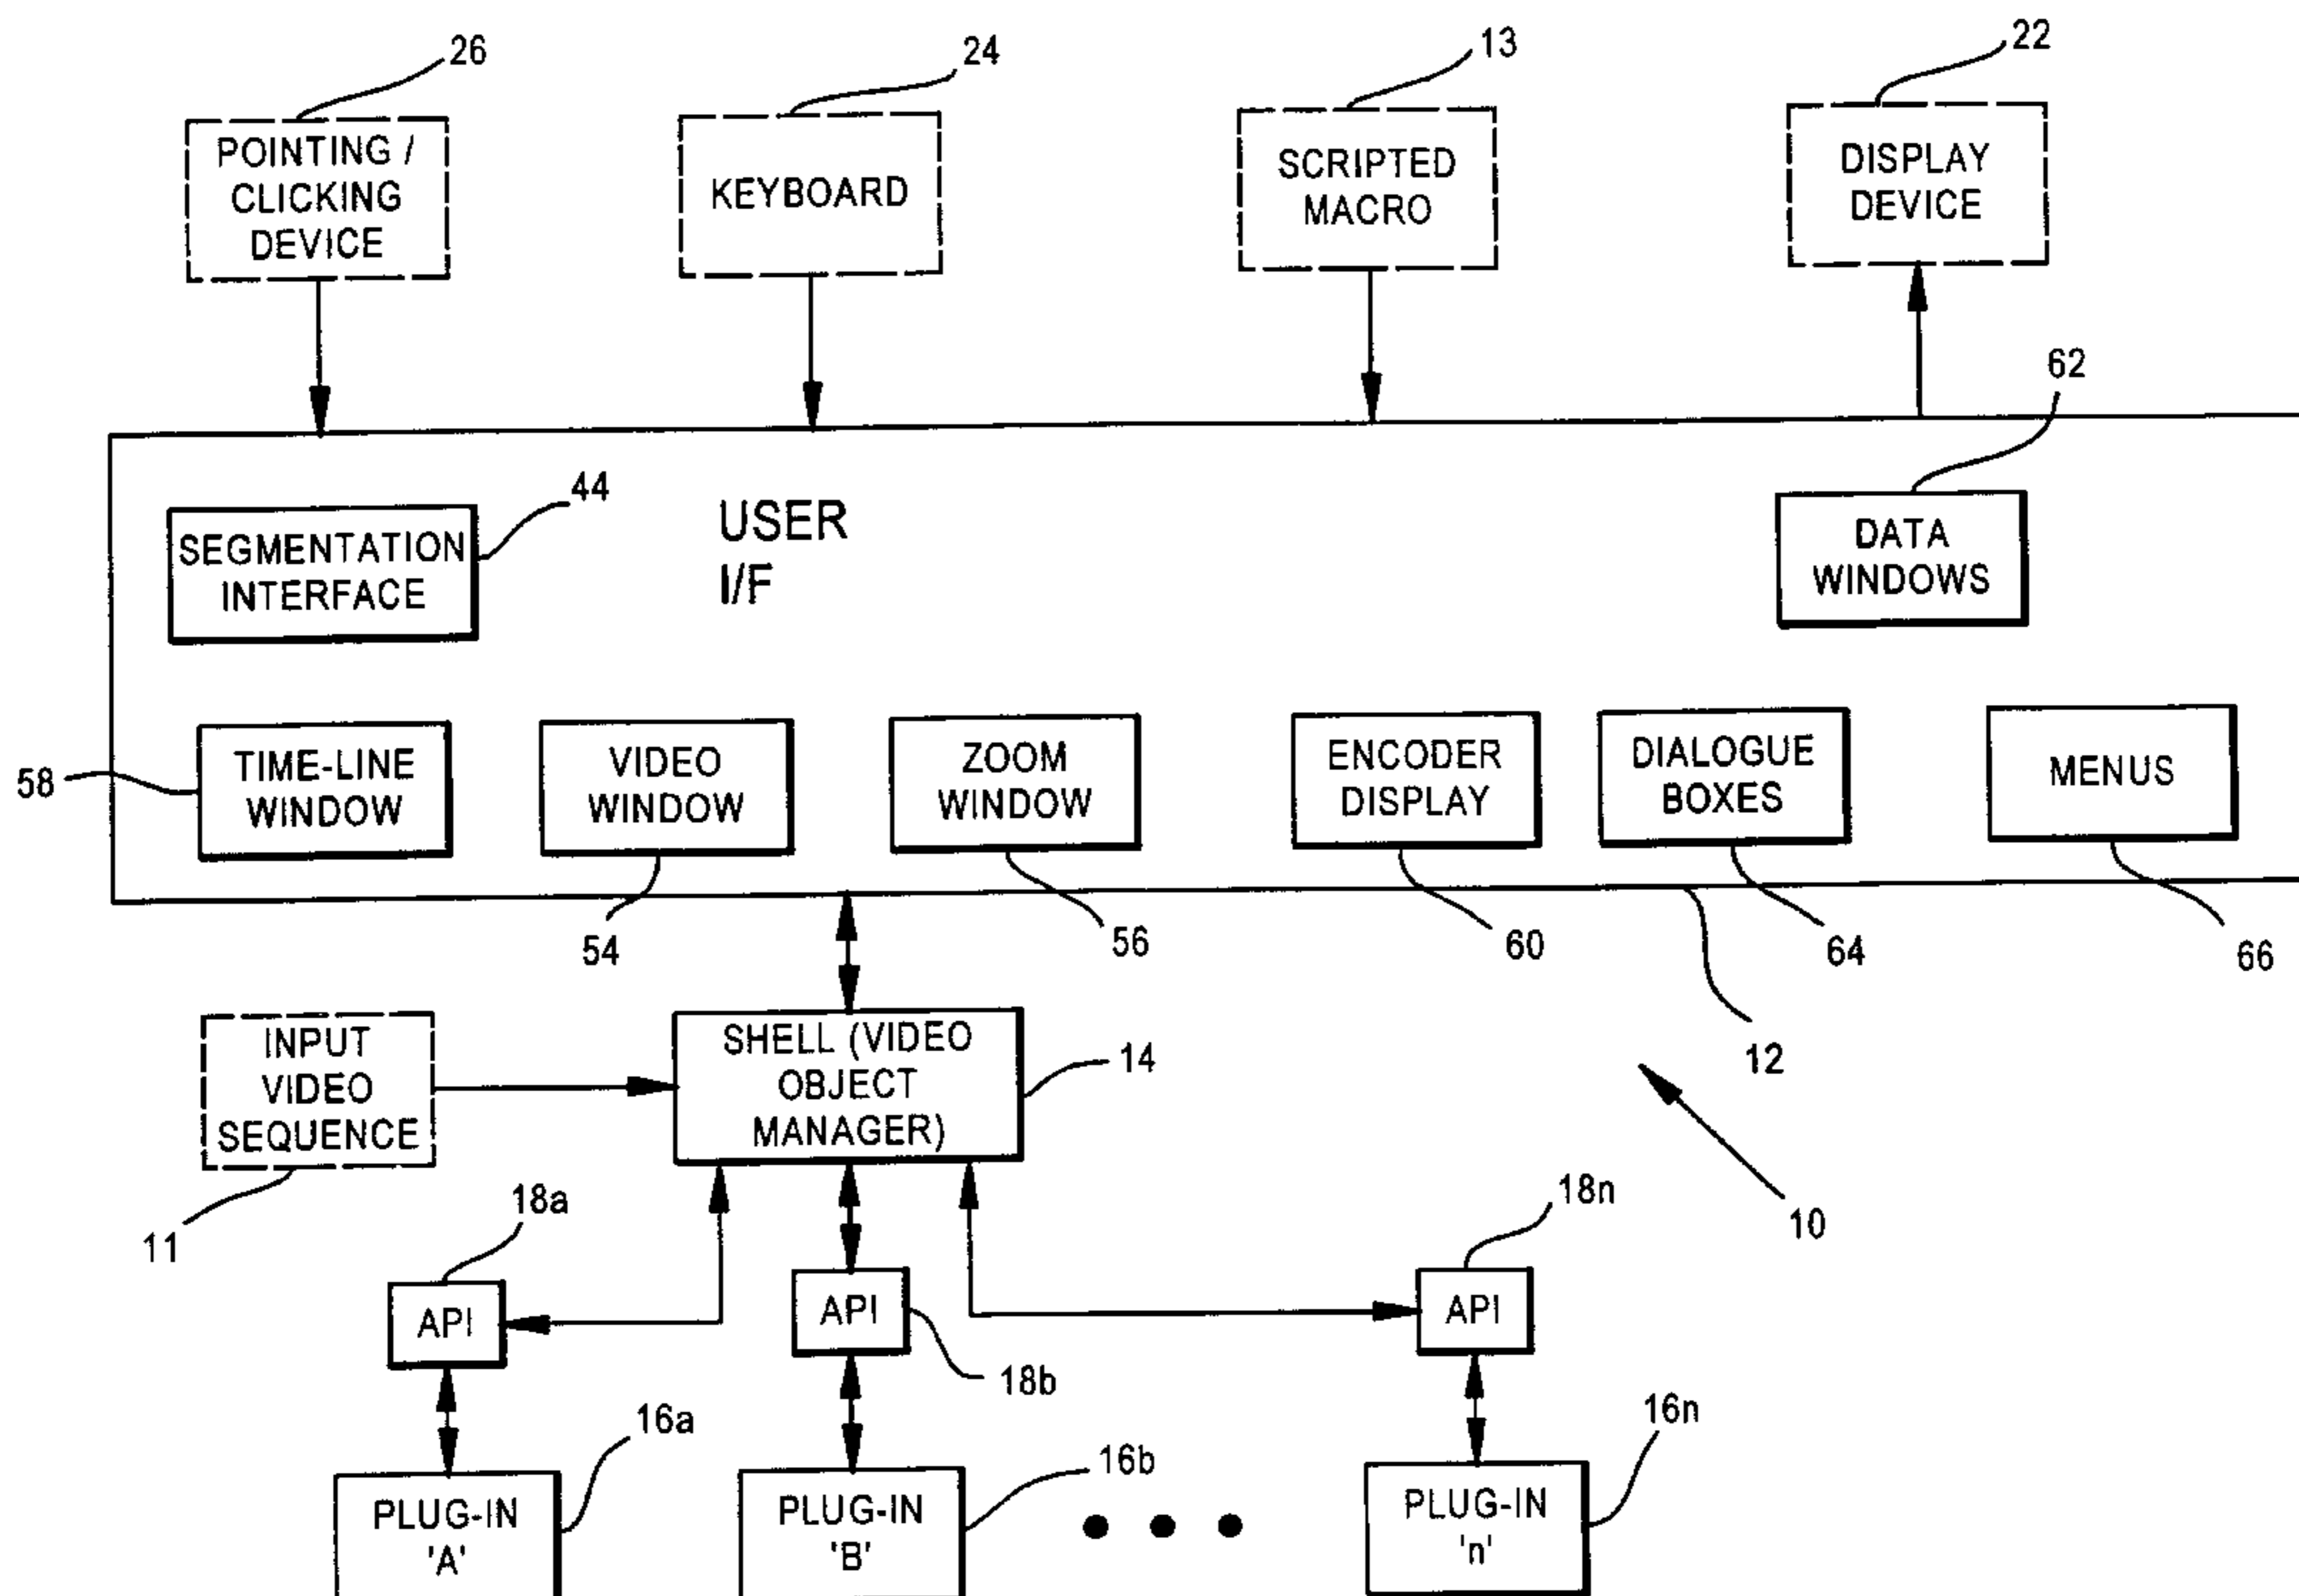 26
24
13
22
POINTING /
CLICKING
DEVICE
KEYBOARD
SCRIPTED
MACRO
DISPLAY
DEVICE
62
44
SEGMENTATION
INTERFACE
USER
I/F
DATA
WINDOWS
58
TIME-LINE
WINDOW
VIDEO
WINDOW
ZOOM
WINDOW
ENCODER
DISPLAY
DIALOGUE
BOXES
MENUS
54
56
60
64
66
INPUT
VIDEO
SEQUENCE
SHELL (VIDEO
OBJECT
MANAGER)
14
12
10
11
18a
API
API
18b
18n
API
16a
PLUG-IN
'A'
16b
PLUG-IN
'B'
16n
PLUG-IN
'n'